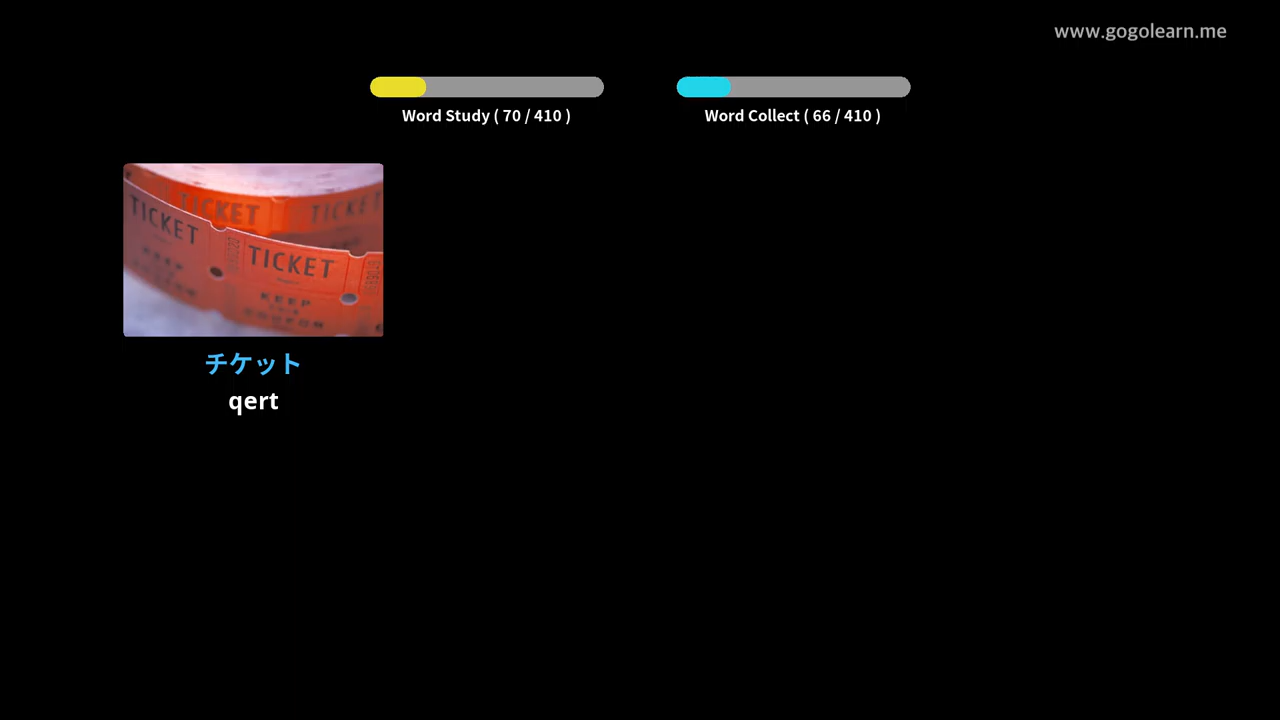 www.gogolearn.me
Word Study ( 70 / 410 )
Word Collect ( 66 / 410 )
TICKET
TICKET
TICKET
TICKET
KEEP
チケット
qert